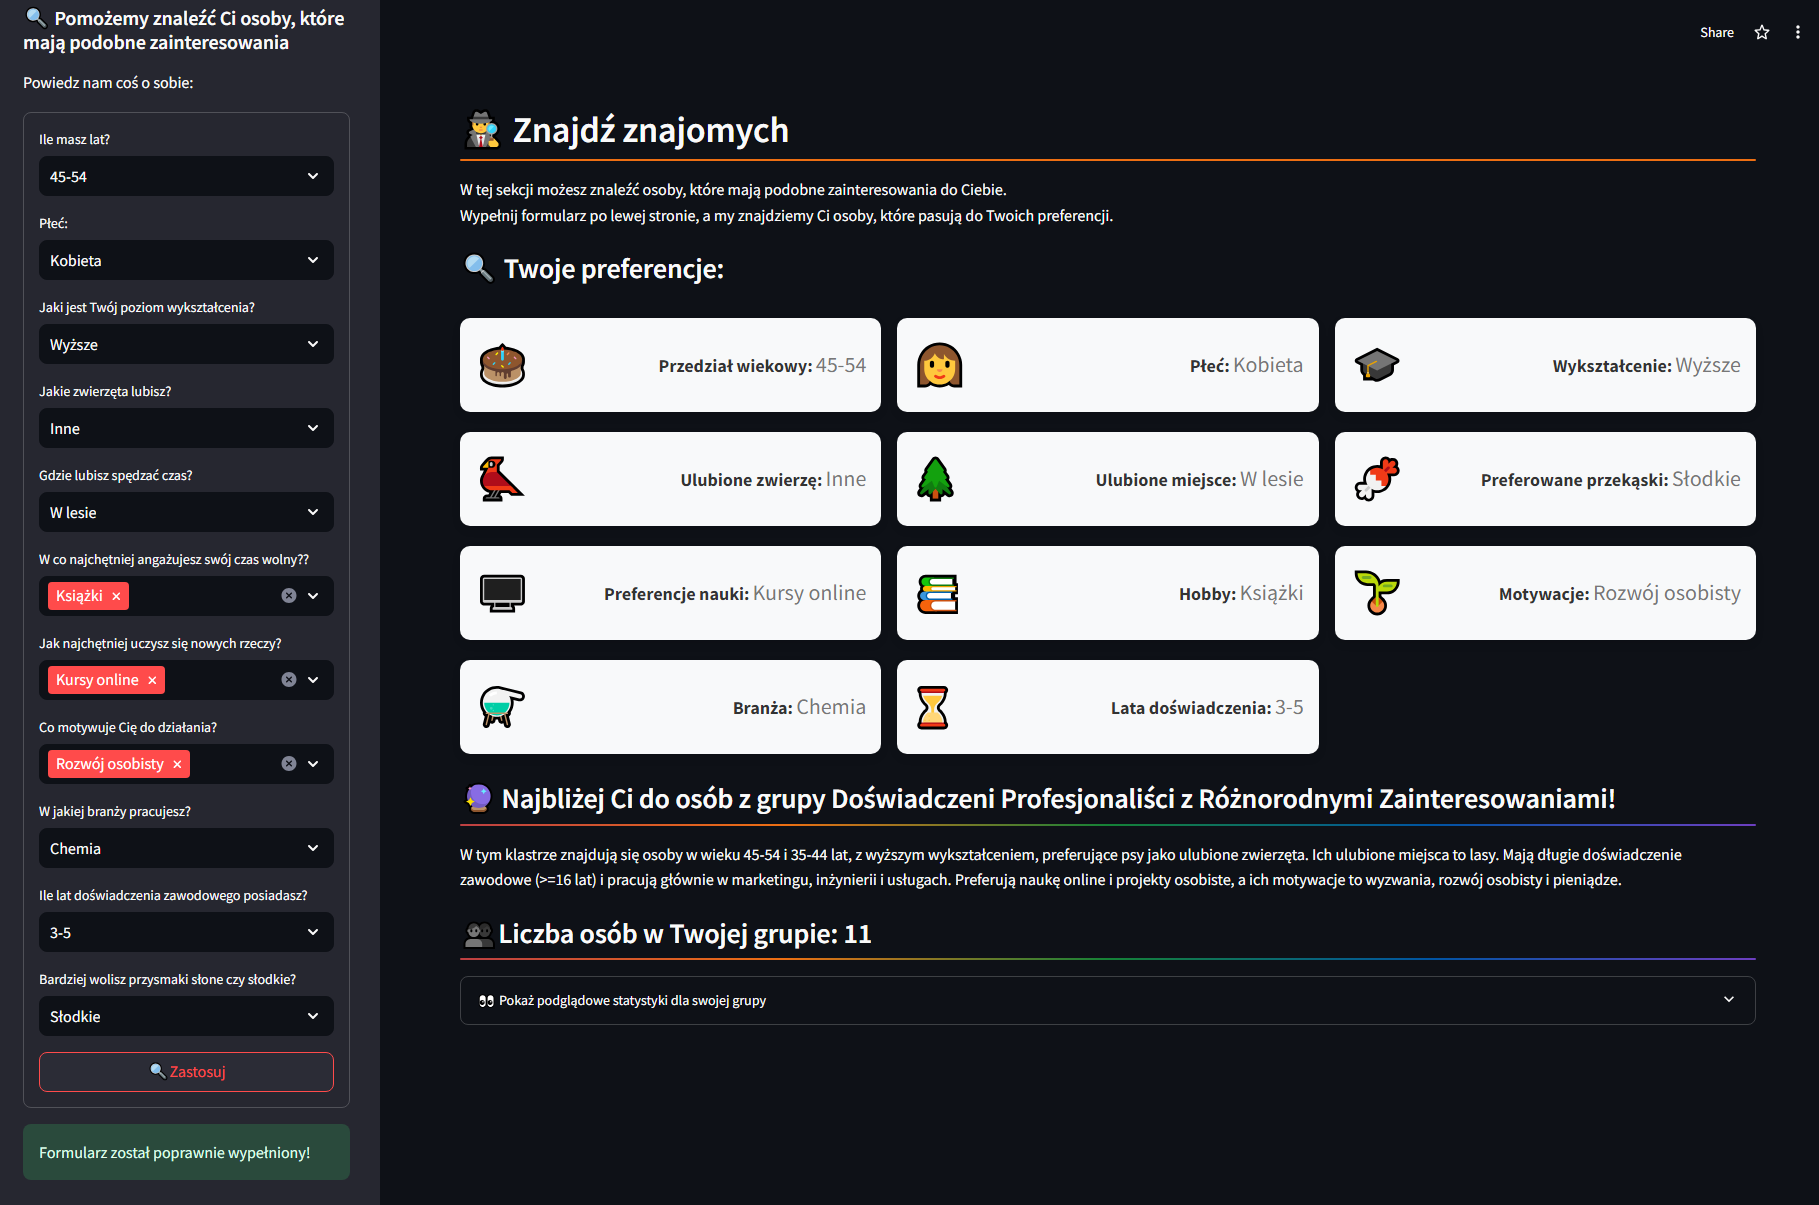 Pomożemy znaleźć Ci osoby, które
mają podobne zainteresowania
Powiedz nam coś o sobie:
Ile masz lat?
45-54
Płeć:
Kobieta
Jaki jest Twój poziom wykształcenia?
Wyższe
Jakie zwierzęta lubisz?
Inne
Gdzie lubisz spędzać czas?
W lesie
W co najchętniej angażujesz swój czas wolny??
Książki ×
Jak najchętniej uczysz się nowych rzeczy?
Kursy online ×
Co motywuje Cię do działania?
Rozwój osobisty ×
W jakiej branży pracujesz?
Chemia
Ile lat doświadczenia zawodowego posiadasz?
3-5
Bardziej wolisz przysmaki słone czy słodkie?
Słodkie
Zastosuj
Formularz został poprawnie wypełniony!
Share
Znajdź znajomych
W tej sekcji możesz znaleźć osoby, które mają podobne zainteresowania do Ciebie.
Wypełnij formularz po lewej stronie, a my znajdziemy Ci osoby, które pasują do Twoich preferencji.
Twoje preferencje:
Przedział wiekowy: 45-54
Płeć: Kobieta
Wykształcenie: Wyższe
Ulubione zwierzę: Inne
Ulubione miejsce: W lesie
Preferowane przekąski: Słodkie
Preferencje nauki: Kursy online
Hobby: Książki
Motywacje: Rozwój osobisty
Branża: Chemia
Lata doświadczenia: 3-5
Najbliżej Ci do osób z grupy Doświadczeni Profesjonaliści z Różnorodnymi Zainteresowaniami!
W tym klastrze znajdują się osoby w wieku 45-54 i 35-44 lat, z wyższym wykształceniem, preferujące psy jako ulubione zwierzęta. Ich ulubione miejsca to lasy. Mają długie doświadczenie
zawodowe (>=16 lat) i pracują głównie w marketingu, inżynierii i usługach. Preferują naukę online i projekty osobiste, a ich motywacje to wyzwania, rozwój osobisty i pieniądze.
Liczba osób w Twojej grupie: 11
Pokaż podglądowe statystyki dla swojej grupy